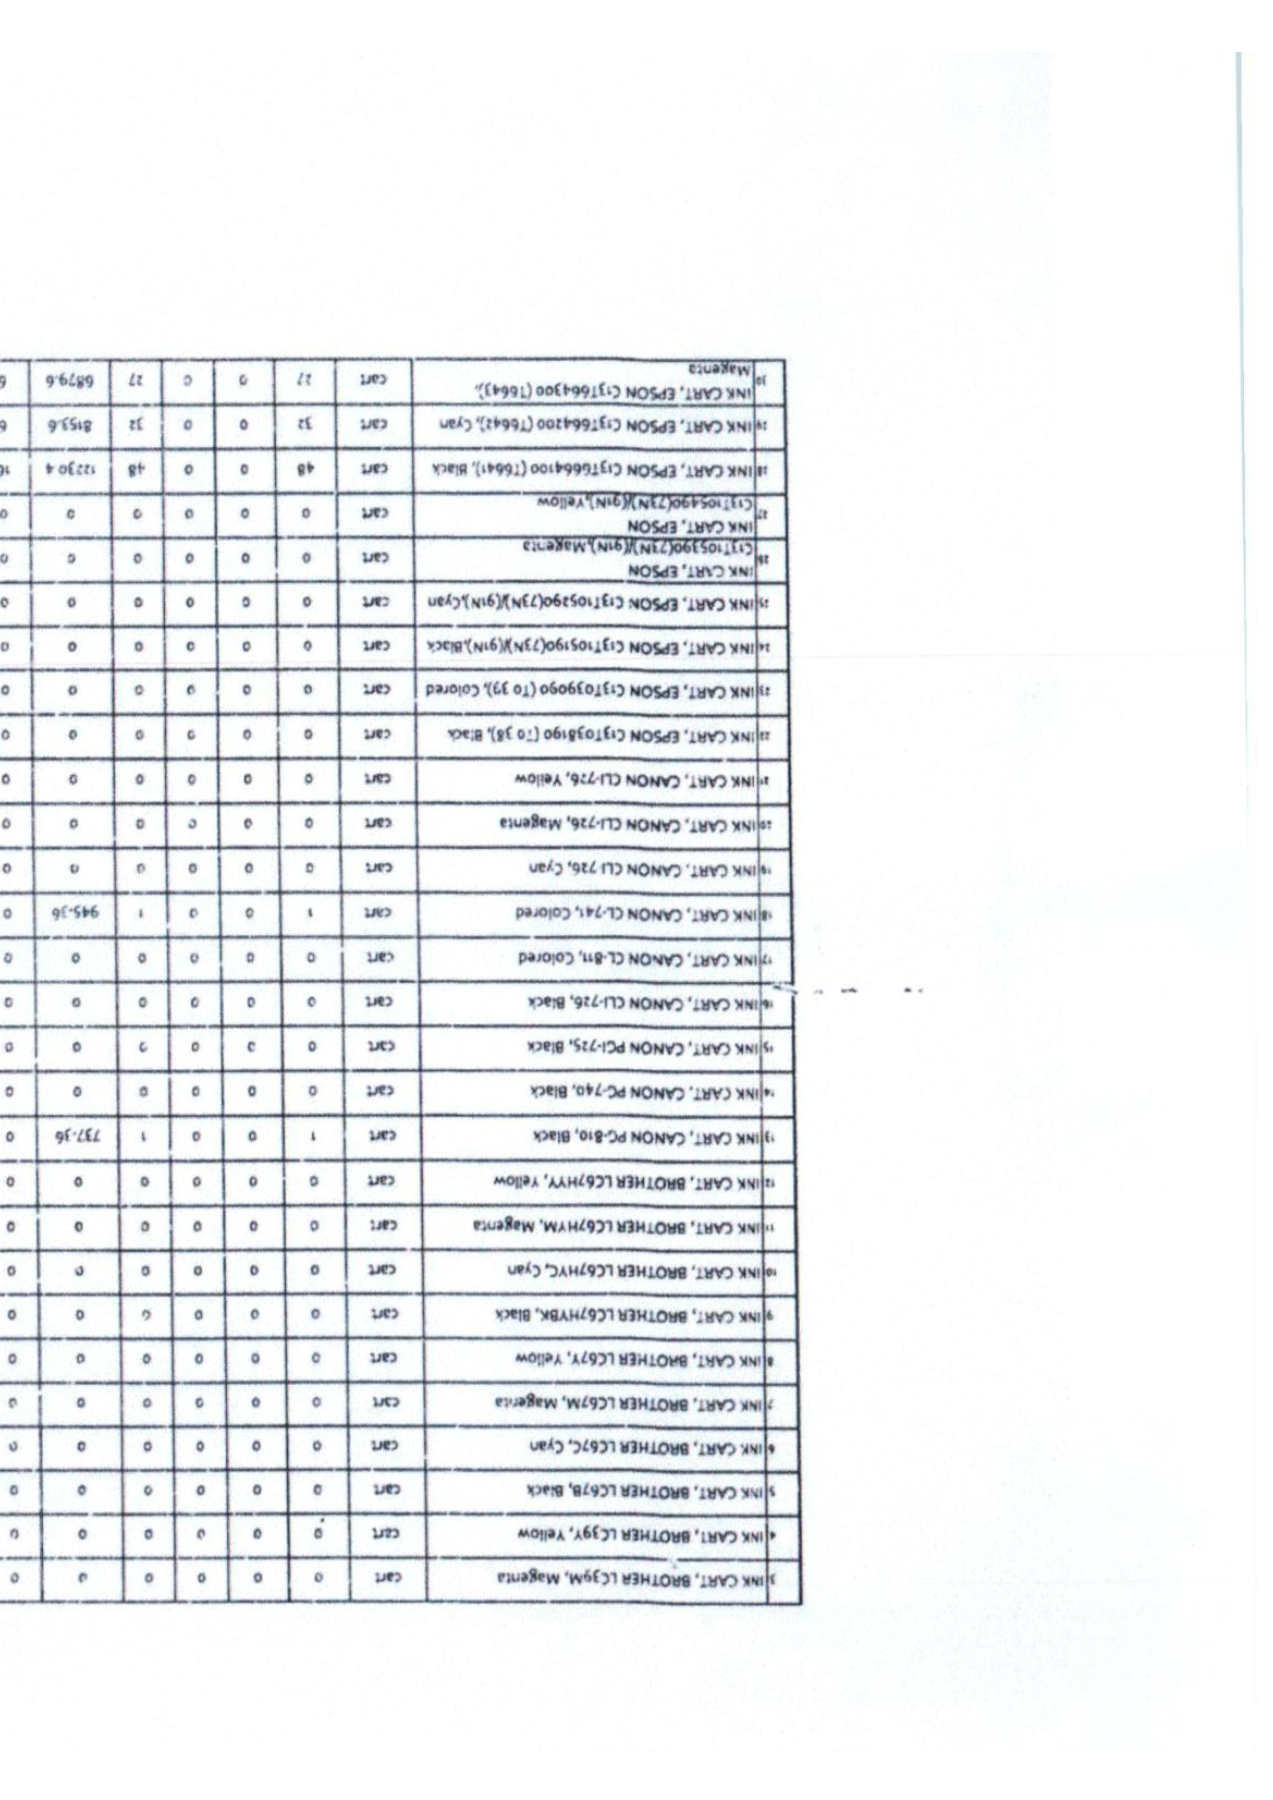 3 INK CART, BROTHER LC39M, Magenta cart 0 0 0 0 0 0
4 INK CART, BROTHER LC39Y, Yellow cart 0 0 0 0 0 0
5 INK CART, BROTHER LC67B, Black cart 0 0 0 0 0 0
6 INK CART, BROTHER LC67C, Cyan cart 0 0 0 0 0 0
7 INK CART, BROTHER LC67M, Magenta cart 0 0 0 0 0 0
8 INK CART, BROTHER LC67Y, Yellow cart 0 0 0 0 0 0
9 INK CART, BROTHER LC67HYBK, Black cart 0 0 0 0 0 0
10 INK CART, BROTHER LC67HYC, Cyan cart 0 0 0 0 0 0
11 INK CART, BROTHER LC67HYM, Magenta cart 0 0 0 0 0 0
12 INK CART, BROTHER LC67HYY, Yellow cart 0 0 0 0 0 0
13 INK CART, CANON PG-810, Black cart 1 0 0 1 737.36 0
14 INK CART, CANON PG-740, Black cart 0 0 0 0 0 0
15 INK CART, CANON PGI-725, Black cart 0 0 0 0 0 0
16 INK CART, CANON CLI-726, Black cart 0 0 0 0 0 0
17 INK CART, CANON CL-811, Colored cart 0 0 0 0 0 0
18 INK CART, CANON CL-741, Colored cart 1 0 0 1 945.36 0
19 INK CART, CANON CLI-726, Cyan cart 0 0 0 0 0 0
20 INK CART, CANON CLI-726, Magenta cart 0 0 0 0 0 0
21 INK CART, CANON CLI-726, Yellow cart 0 0 0 0 0 0
22 INK CART, EPSON C13T038190 (T0 38), Black cart 0 0 0 0 0 0
23 INK CART, EPSON C13T039090 (T0 39), Colored cart 0 0 0 0 0 0
24 INK CART, EPSON C13T105190(73N)(91N),Black cart 0 0 0 0 0 0
25 INK CART, EPSON C13T105290(73N)(91N),Cyan cart 0 0 0 0 0 0
INK CART, EPSON
26 C13T105390(73N)(91N),Magenta cart 0 0 0 0 0 0
INK CART, EPSON
27 C13T105490(73N)(91N),Yellow cart 0 0 0 0 0 0
28 INK CART, EPSON C13T6664100 (T6641), Black cart 48 0 0 48 12230.4
29 INK CART, EPSON C13T664200 (T6642), Cyan cart 32 0 0 32 8153.6
INK CART, EPSON C13T664300 (T6643),
30 Magenta cart 27 0 0 27 6879.6